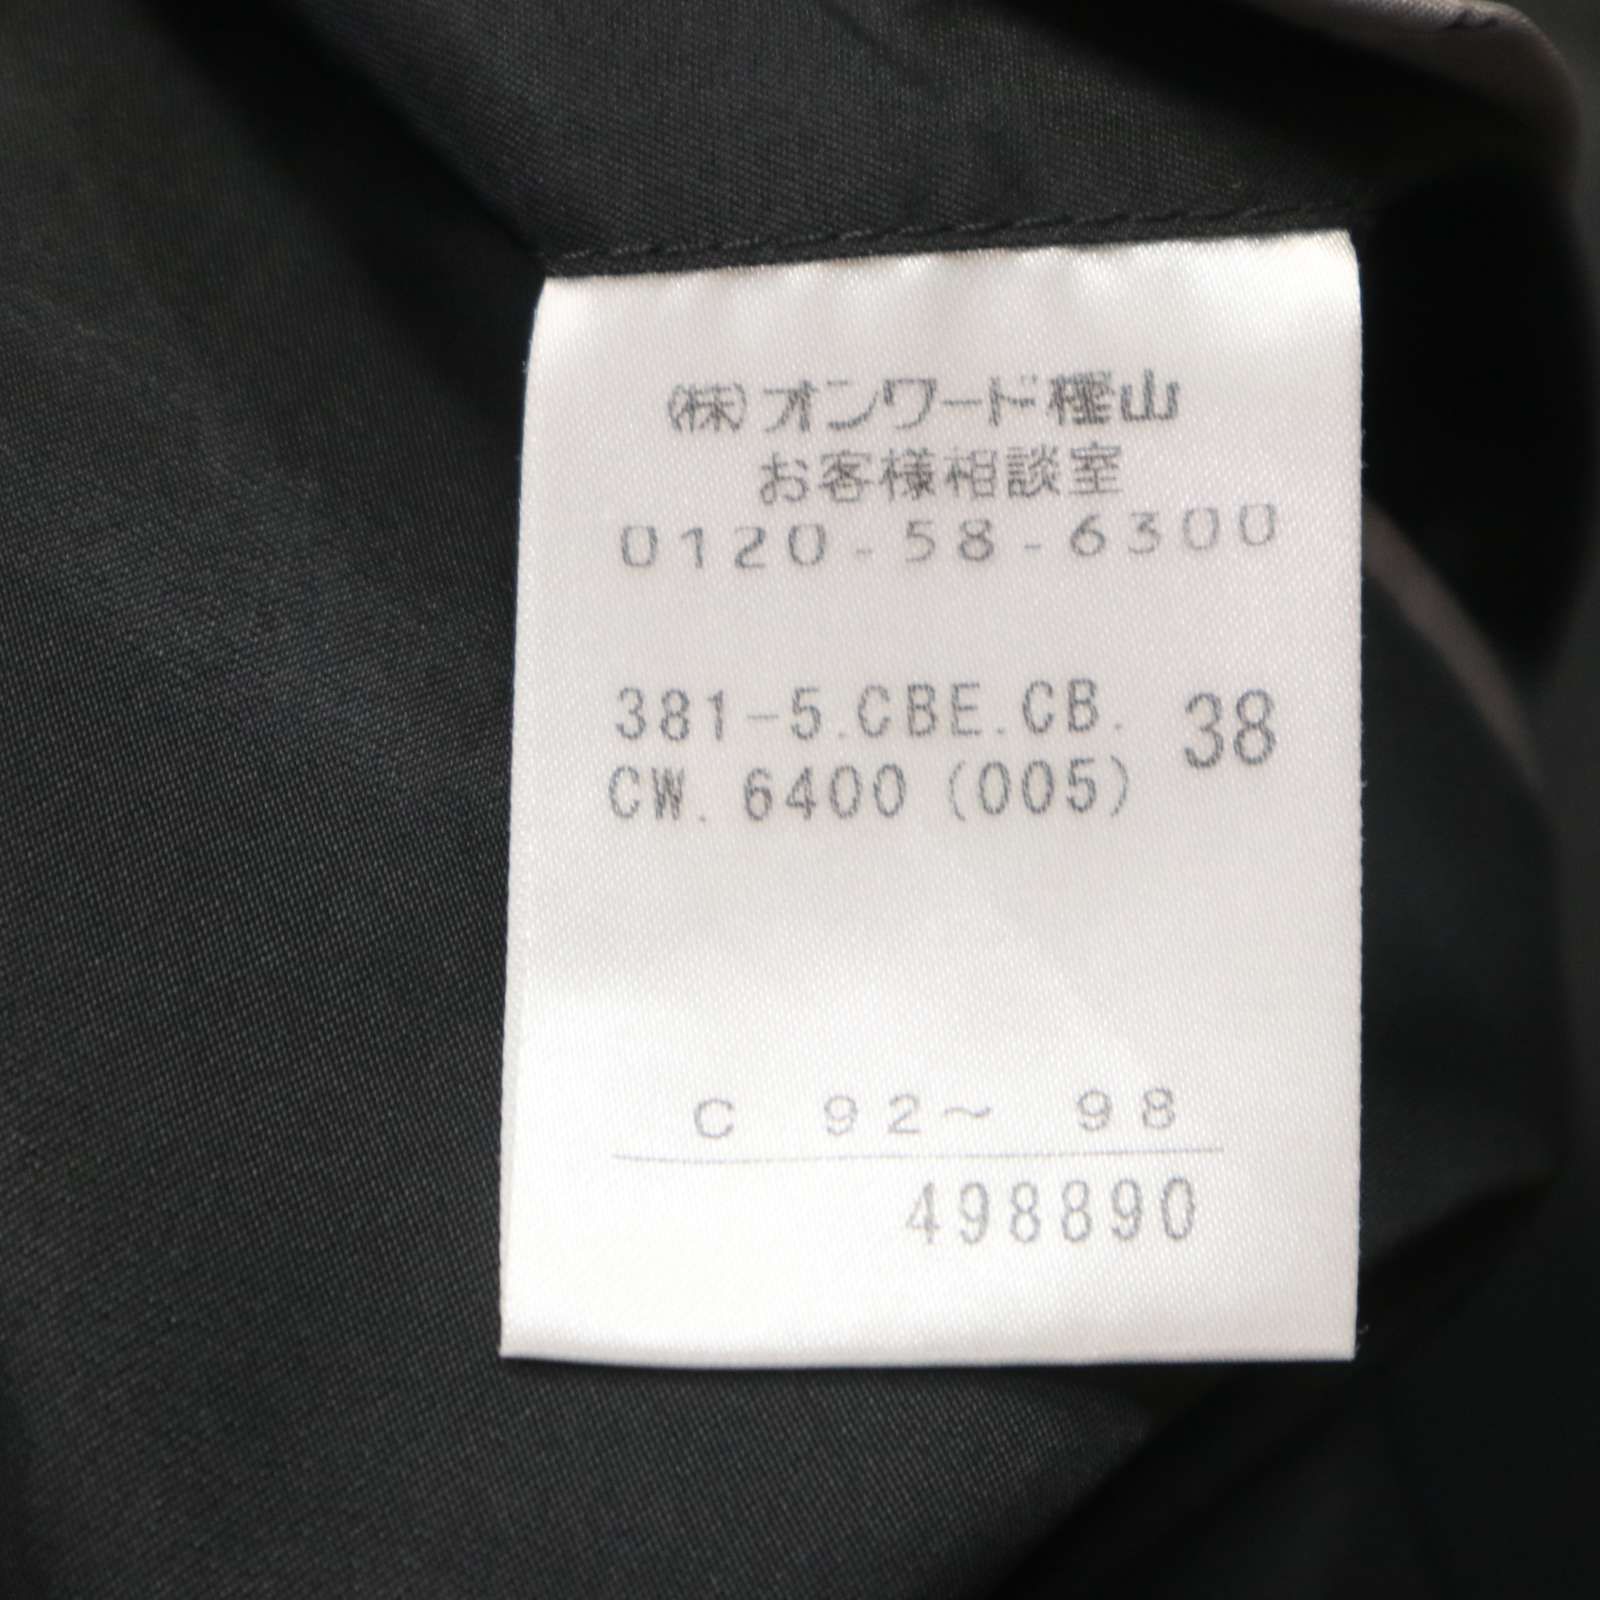 (株)オンワード樫山
お客様相談室
0120-58-6300
381-5.CBE.CB. 38
CW. 6400 (005)
C 92～ 98
498890